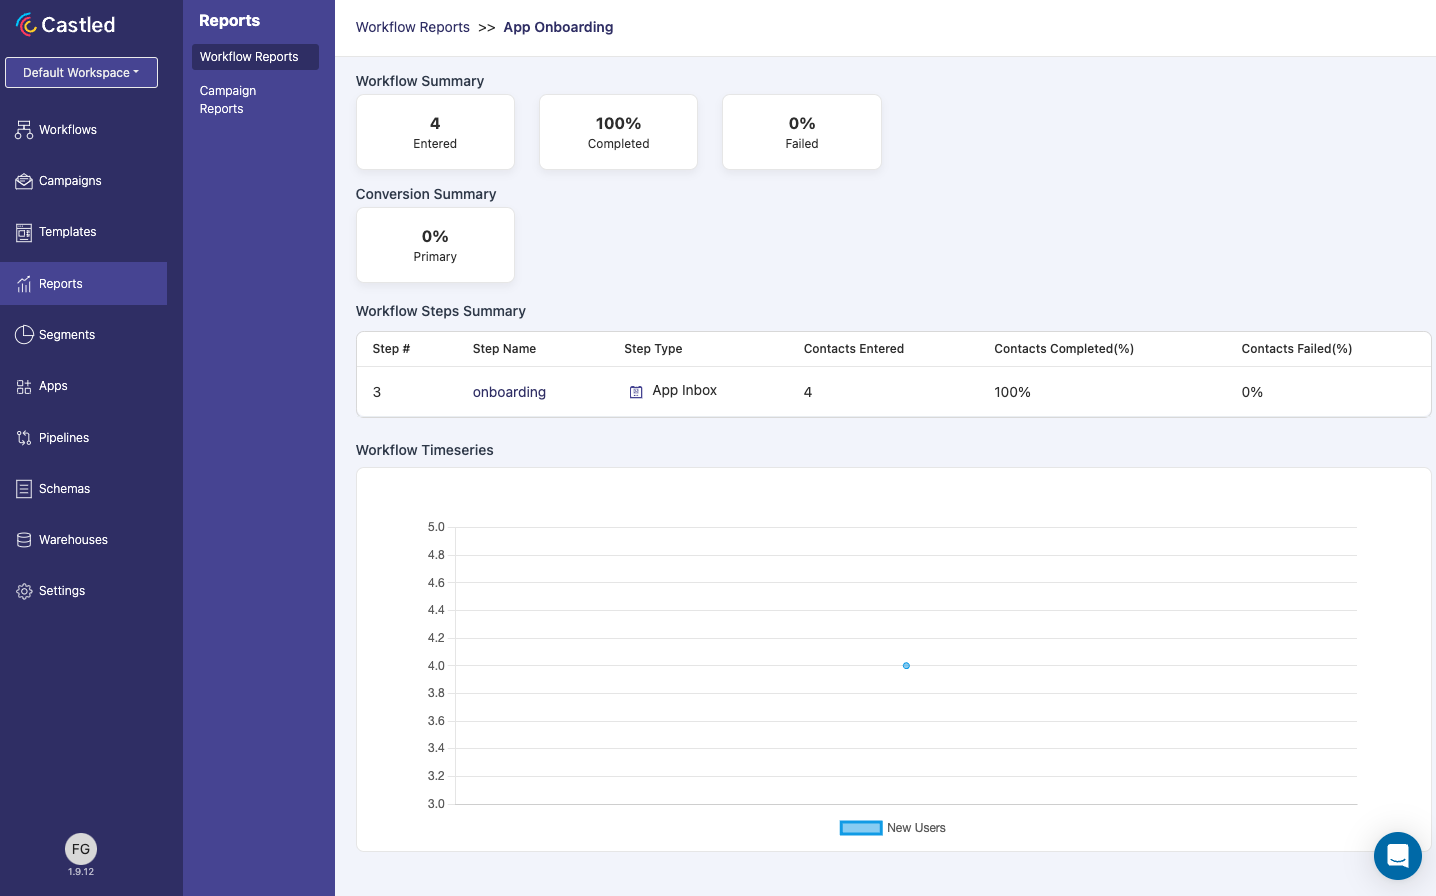 Castled
Default Workspace
Workflows
Campaigns
Templates
Reports
Segments
Apps
Pipelines
Schemas
Warehouses
Settings
FG
1.9.12
Reports
Workflow Reports
Campaign
Reports
Workflow Reports >> App Onboarding
Workflow Summary
4
Entered
100%
Completed
0%
Failed
Conversion Summary
0%
Primary
Workflow Steps Summary
Step # Step Name Step Type Contacts Entered Contacts Completed(%) Contacts Failed(%)
3 onboarding App Inbox 4 100% 0%
Workflow Timeseries
5.0
4.8
4.6
4.4
4.2
4.0
3.8
3.6
3.4
3.2
3.0
New Users